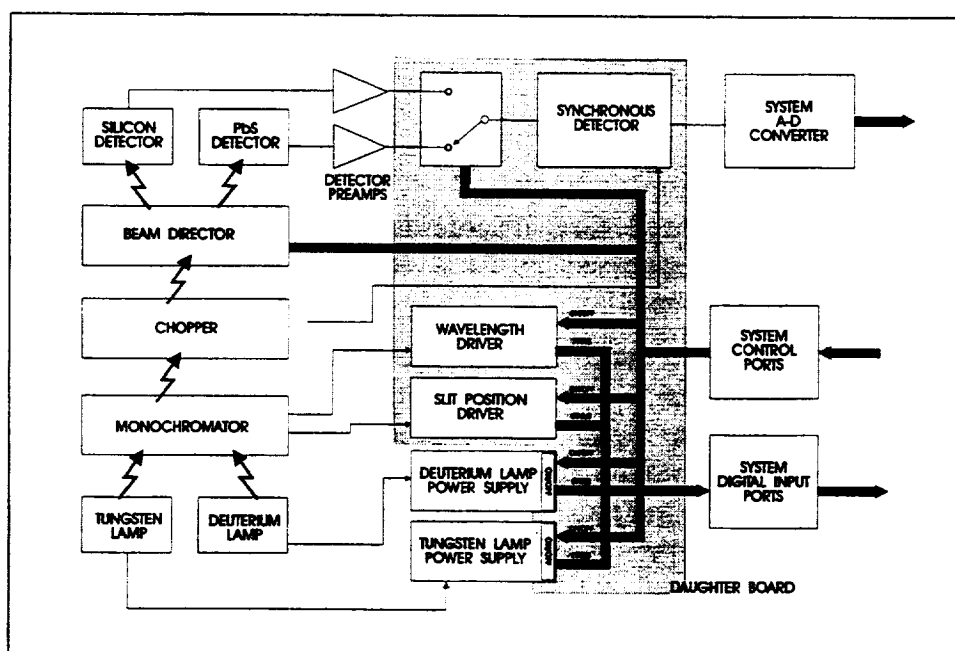 SILICON
DETECTOR
PbS
DETECTOR
DETECTOR
PREAMPS
SYNCHRONOUS
DETECTOR
SYSTEM
A-D
CONVERTER
BEAM DIRECTOR
CHOPPER
WAVELENGTH
DRIVER
SYSTEM
CONTROL
PORTS
SLIT POSITION
DRIVER
MONOCHROMATOR
DEUTERIUM LAMP
POWER SUPPLY
SYSTEM
DIGITAL INPUT
PORTS
TUNGSTEN
LAMP
DEUTERIUM
LAMP
TUNGSTEN LAMP
POWER SUPPLY
DAUGHTER BOARD